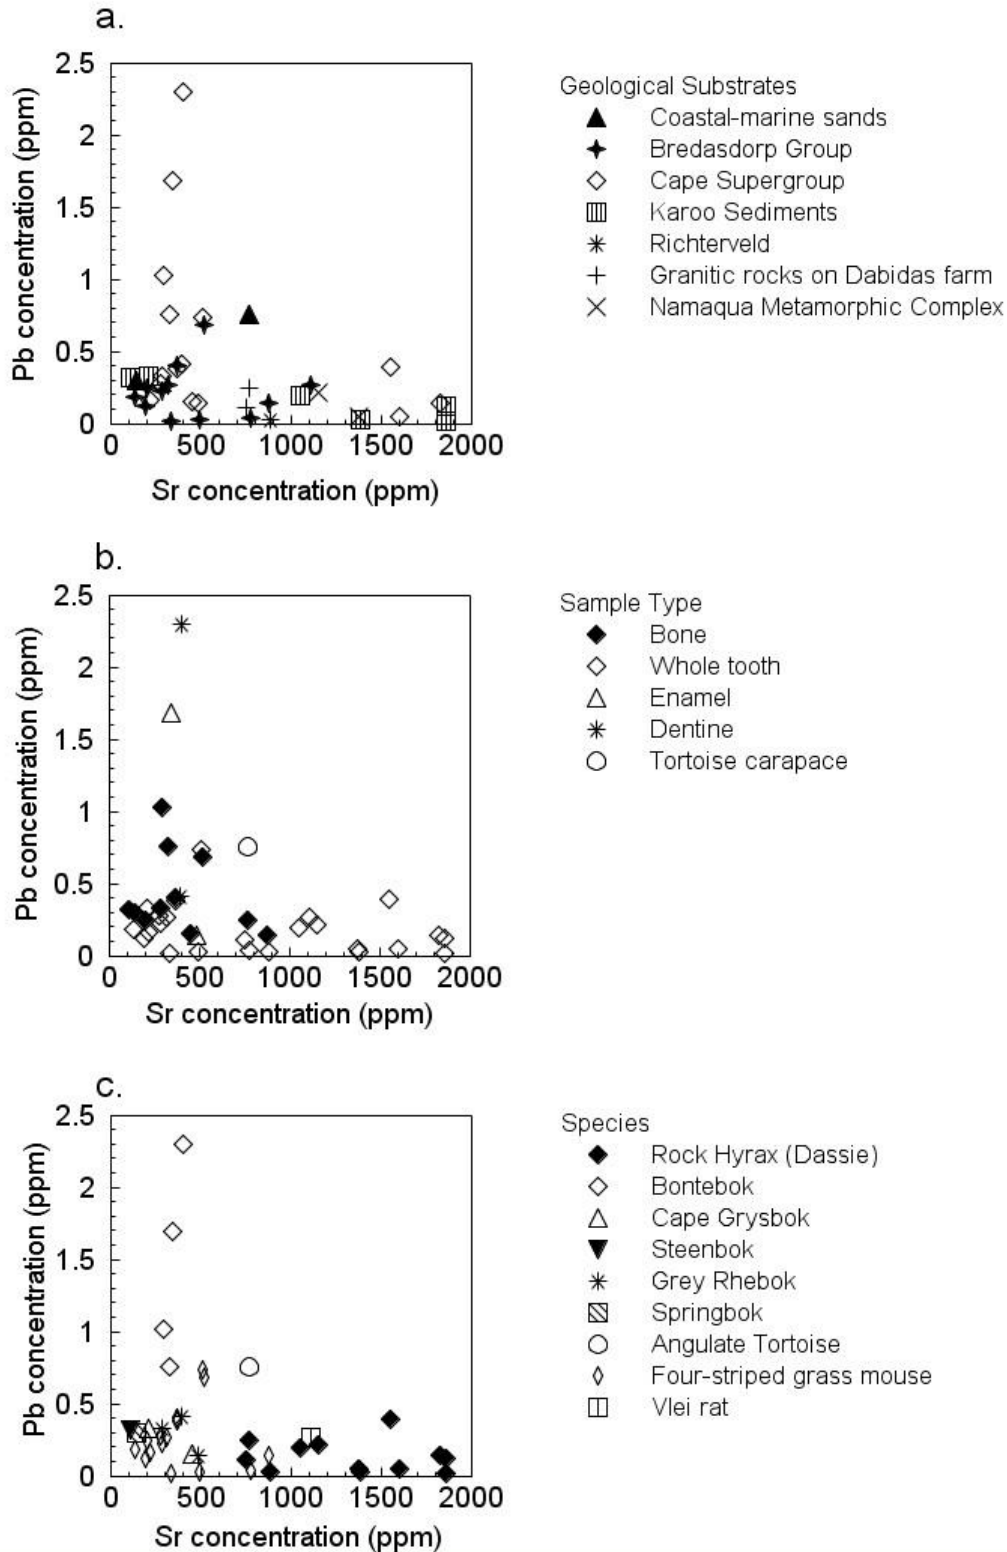 a.
2.5
2
1.5
1
0.5
0
0 500 1000 1500 2000
Pb concentration (ppm)
Sr concentration (ppm)
Geological Substrates
Coastal-marine sands
Bredasdorp Group
Cape Supergroup
Karoo Sediments
Richterveld
Granitic rocks on Dabidas farm
Namaqua Metamorphic Complex
b.
2.5
2
1.5
1
0.5
0
0 500 1000 1500 2000
Pb concentration (ppm)
Sr concentration (ppm)
Sample Type
Bone
Whole tooth
Enamel
Dentine
Tortoise carapace
c.
2.5
2
1.5
1
0.5
0
0 500 1000 1500 2000
Pb concentration (ppm)
Sr concentration (ppm)
Species
Rock Hyrax (Dassie)
Bontebok
Cape Grysbok
Steenbok
Grey Rhebok
Springbok
Angulate Tortoise
Four-striped grass mouse
Vlei rat